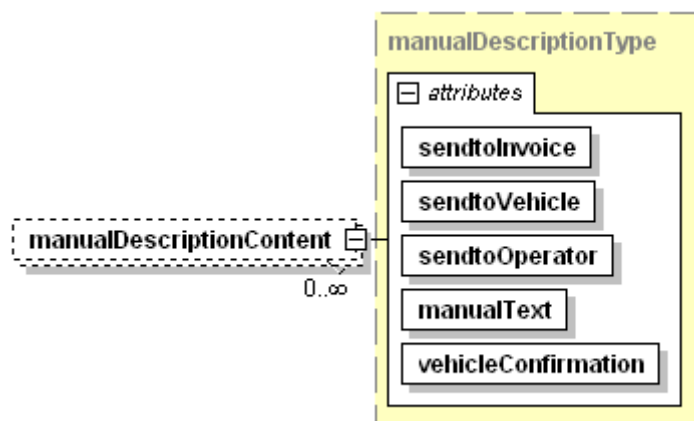 manualDescriptionType
attributes
sendtoInvoice
sendtoVehicle
manualDescriptionContent
sendtoOperator
0..∞
manualText
vehicleConfirmation